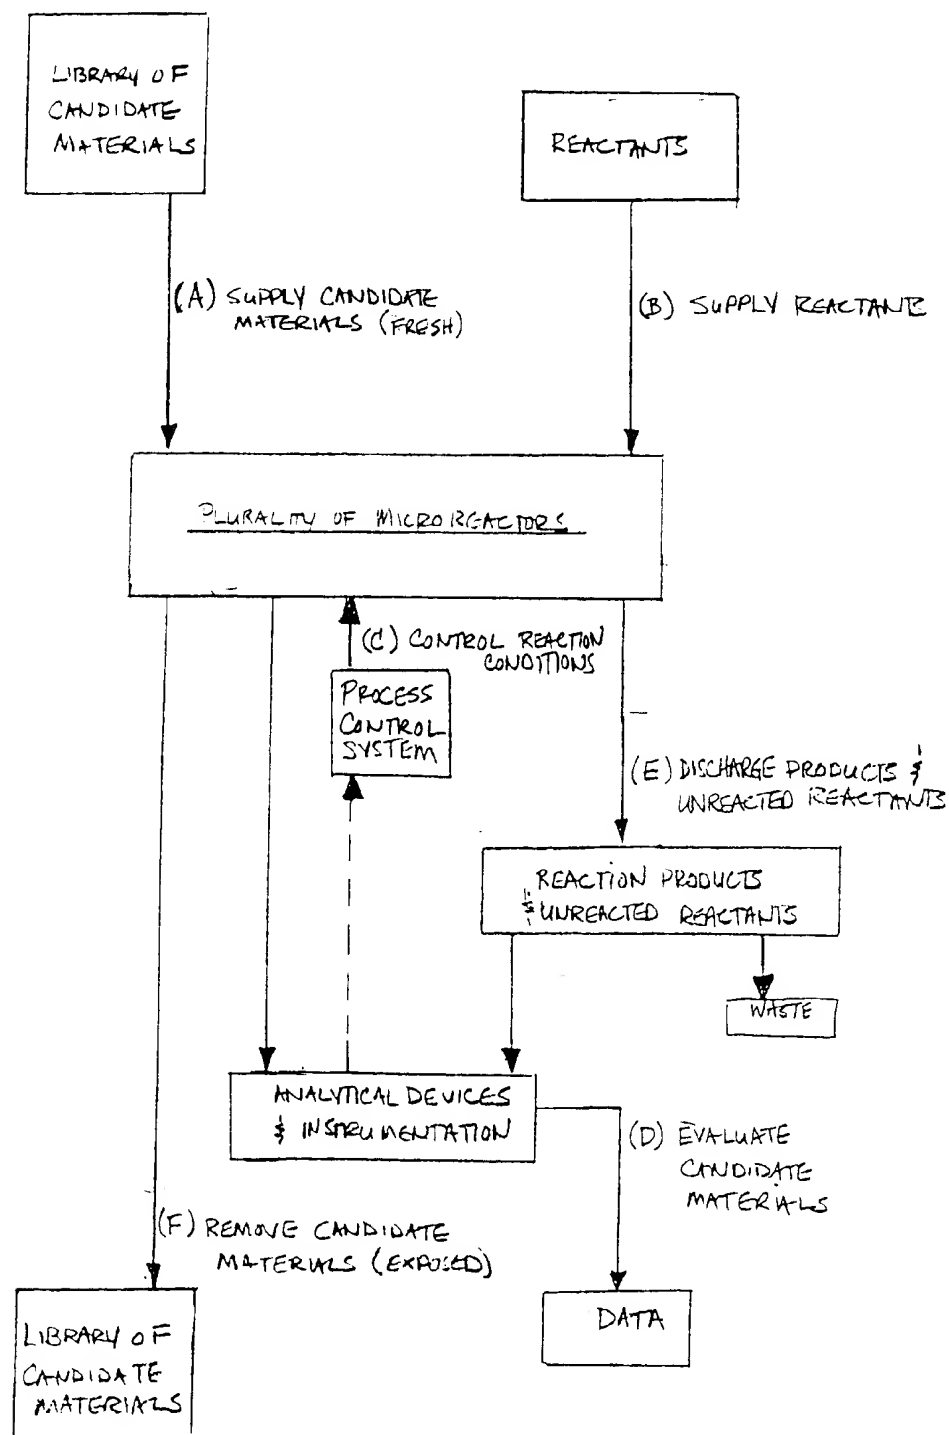 LIBRARY OF
CANDIDATE
MATERIALS
REACTANTS
(A) SUPPLY CANDIDATE
MATERIALS (FRESH)
(B) SUPPLY REACTANTS
PLURALITY OF MICROREACTORS
(C) CONTROL REACTION
CONDITIONS
PROCESS
CONTROL
SYSTEM
(E) DISCHARGE PRODUCTS &
UNREACTED REACTANTS
REACTION PRODUCTS
& UNREACTED REACTANTS
WASTE
ANALYTICAL DEVICES
& INSTRUMENTATION
(D) EVALUATE
CANDIDATE
MATERIALS
(F) REMOVE CANDIDATE
MATERIALS (EXPOSED)
DATA
LIBRARY OF
CANDIDATE
MATERIALS